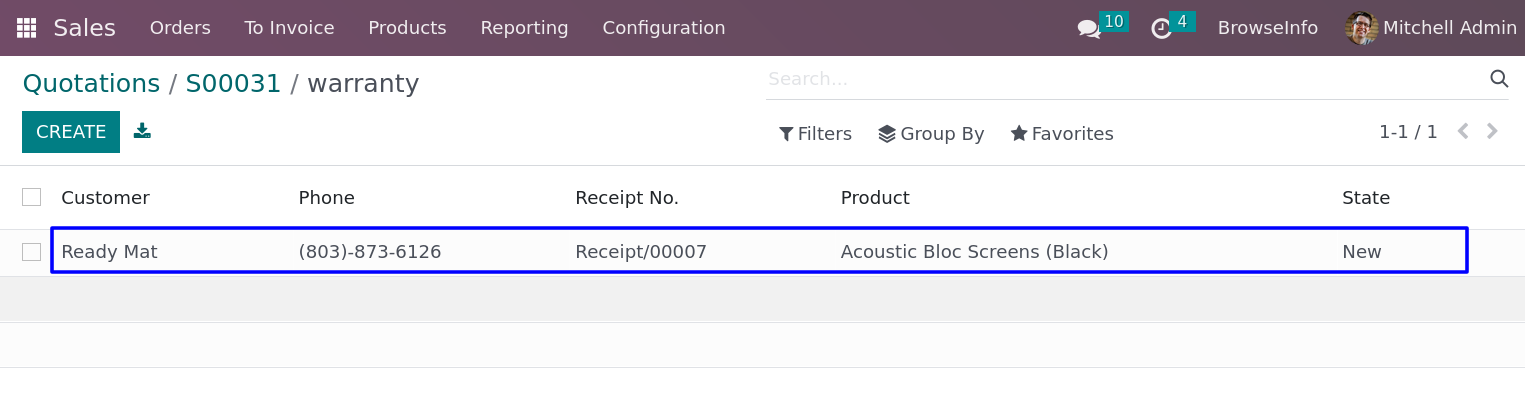 Sales Orders To Invoice Products Reporting Configuration 10 4 BrowseInfo Mitchell Admin
Quotations / S00031 / warranty Search...
CREATE Filters Group By Favorites 1-1 / 1
Customer Phone Receipt No. Product State
Ready Mat (803)-873-6126 Receipt/00007 Acoustic Bloc Screens (Black) New